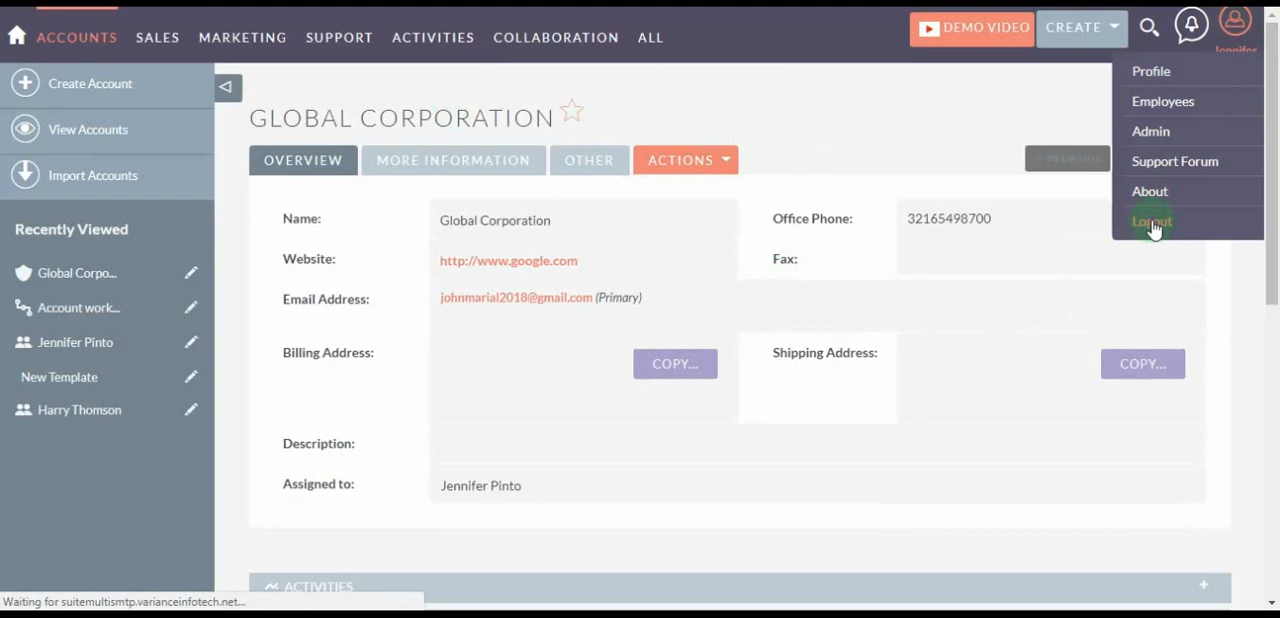 ACCOUNTS SALES MARKETING SUPPORT ACTIVITIES COLLABORATION ALL DEMO VIDEO CREATE Jennifer
Create Account
View Accounts
Import Accounts
Recently Viewed
Global Corpo...
Account work...
Jennifer Pinto
New Template
Harry Thomson
GLOBAL CORPORATION
OVERVIEW MORE INFORMATION OTHER ACTIONS PREVIOUS
Name: Global Corporation Office Phone: 32165498700
Website: http://www.google.com Fax:
Email Address: johnmarial2018@gmail.com (Primary)
Billing Address: COPY... Shipping Address: COPY...
Description:
Assigned to: Jennifer Pinto
ACTIVITIES
Profile
Employees
Admin
Support Forum
About
Logout
Waiting for suitemultismtp.varianceinfotech.net...